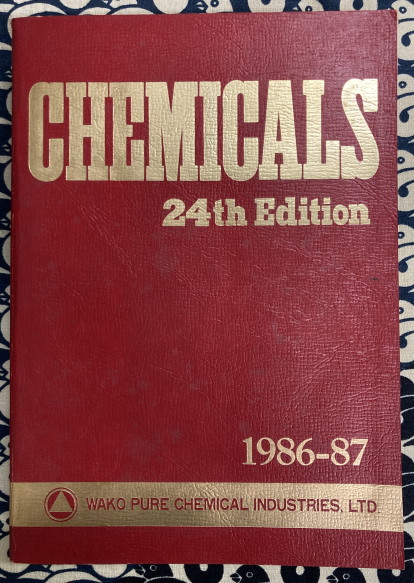 CHEMICALS
24th Edition
1986-87
WAKO PURE CHEMICAL INDUSTRIES, LTD.